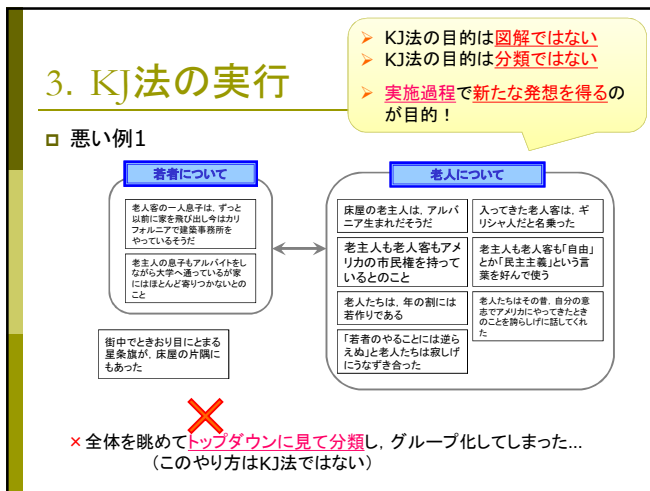 ➢ KJ法の目的は図解ではない
➢ KJ法の目的は分類ではない
➢ 実施過程で新たな発想を得るの
が目的！
3. KJ法の実行
悪い例1
若者について
老人客の一人息子は，ずっと
以前に家を飛び出し今はカリ
フォルニアで建築事務所を
やっているそうだ
老主人の息子もアルバイトをし
ながら大学へ通っているが家
にはほとんど寄りつかないとの
こと
老人について
床屋の老主人は，アルバ
ニア生まれだそうだ
老主人も老人客もアメ
リカの市民権を持って
いるとのこと
老人たちは，年の割には
若作りである
「若者のやることには逆ら
えぬ」と老人たちは寂しげ
にうなずき合った
入ってきた老人客は，ギ
リシャ人だと名乗った
老主人も老人客も「自由」
とか「民主主義」という言
葉を好んで使う
老人たちはその昔，自分の意
志でアメリカにやってきたとき
のことを誇らしげに話してくれ
た
街中でときおり目にとまる
星条旗が，床屋の片隅に
もあった
×全体を眺めてトップダウンに見て分類し，グループ化してしまった…
（このやり方はKJ法ではない）